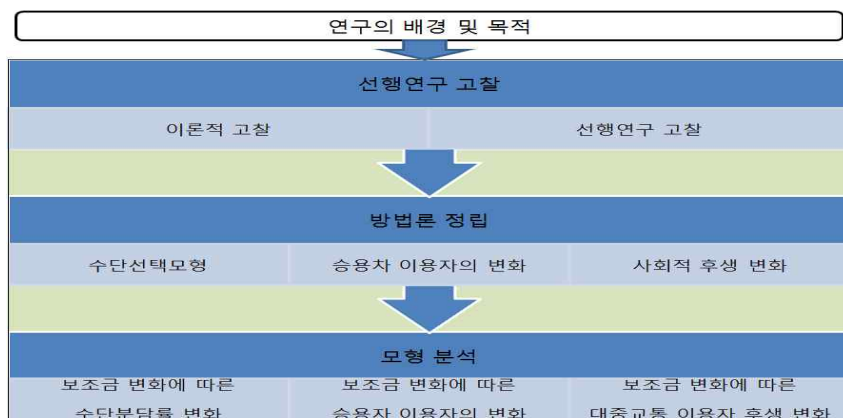 연구의 배경 및 목적
선행연구 고찰
이론적 고찰
선행연구 고찰
방법론 정립
수단선택모형
승용차 이용자의 변화
사회적 후생 변화
모형 분석
보조금 변화에 따른
수단분담률 변화
보조금 변화에 따른
승용자 이용자의 변화
보조금 변화에 따른
대중교통 이용자 후생 변화